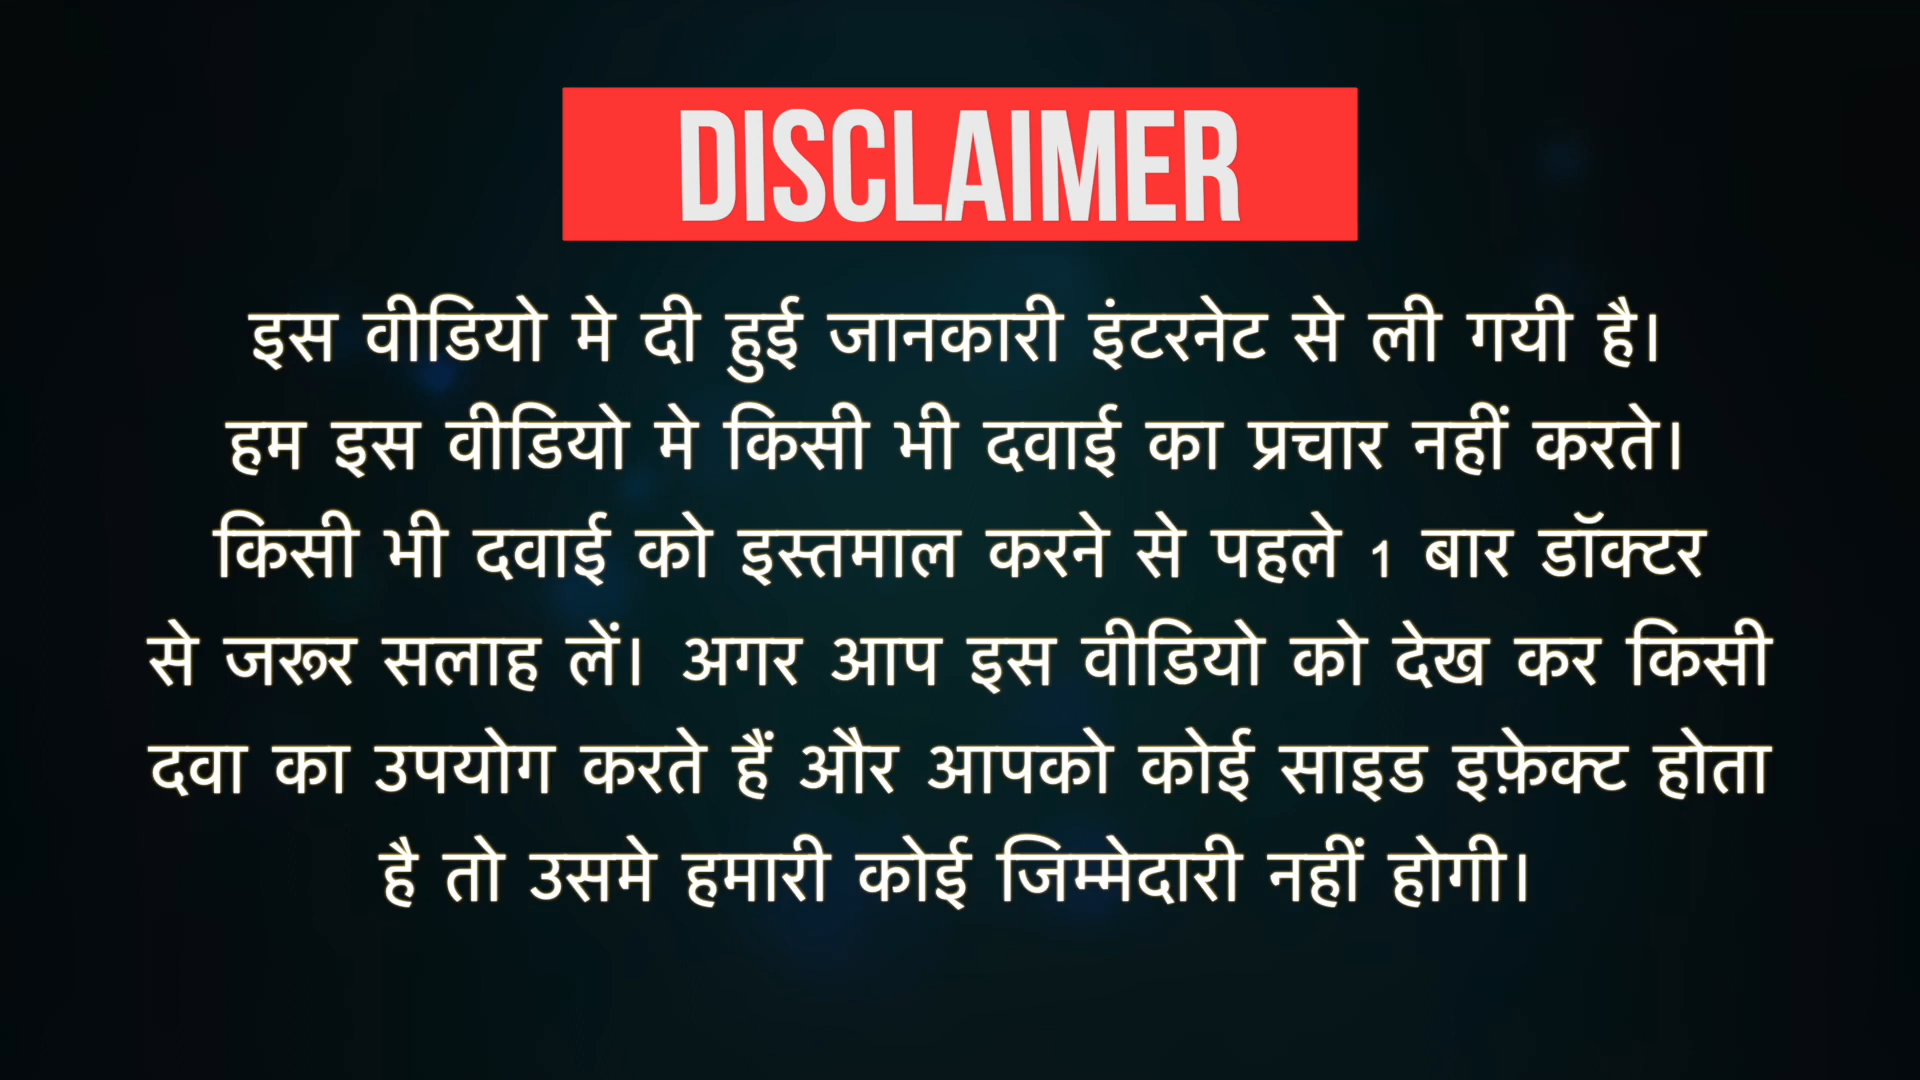 DISCLAIMER
इस वीडियो मे दी हुई जानकारी इंटरनेट से ली गयी है।
हम इस वीडियो मे किसी भी दवाई का प्रचार नहीं करते।
किसी भी दवाई को इस्तमाल करने से पहले 1 बार डॉक्टर
से जरूर सलाह लें। अगर आप इस वीडियो को देख कर किसी
दवा का उपयोग करते हैं और आपको कोई साइड इफ़ेक्ट होता
है तो उसमे हमारी कोई जिम्मेदारी नहीं होगी।